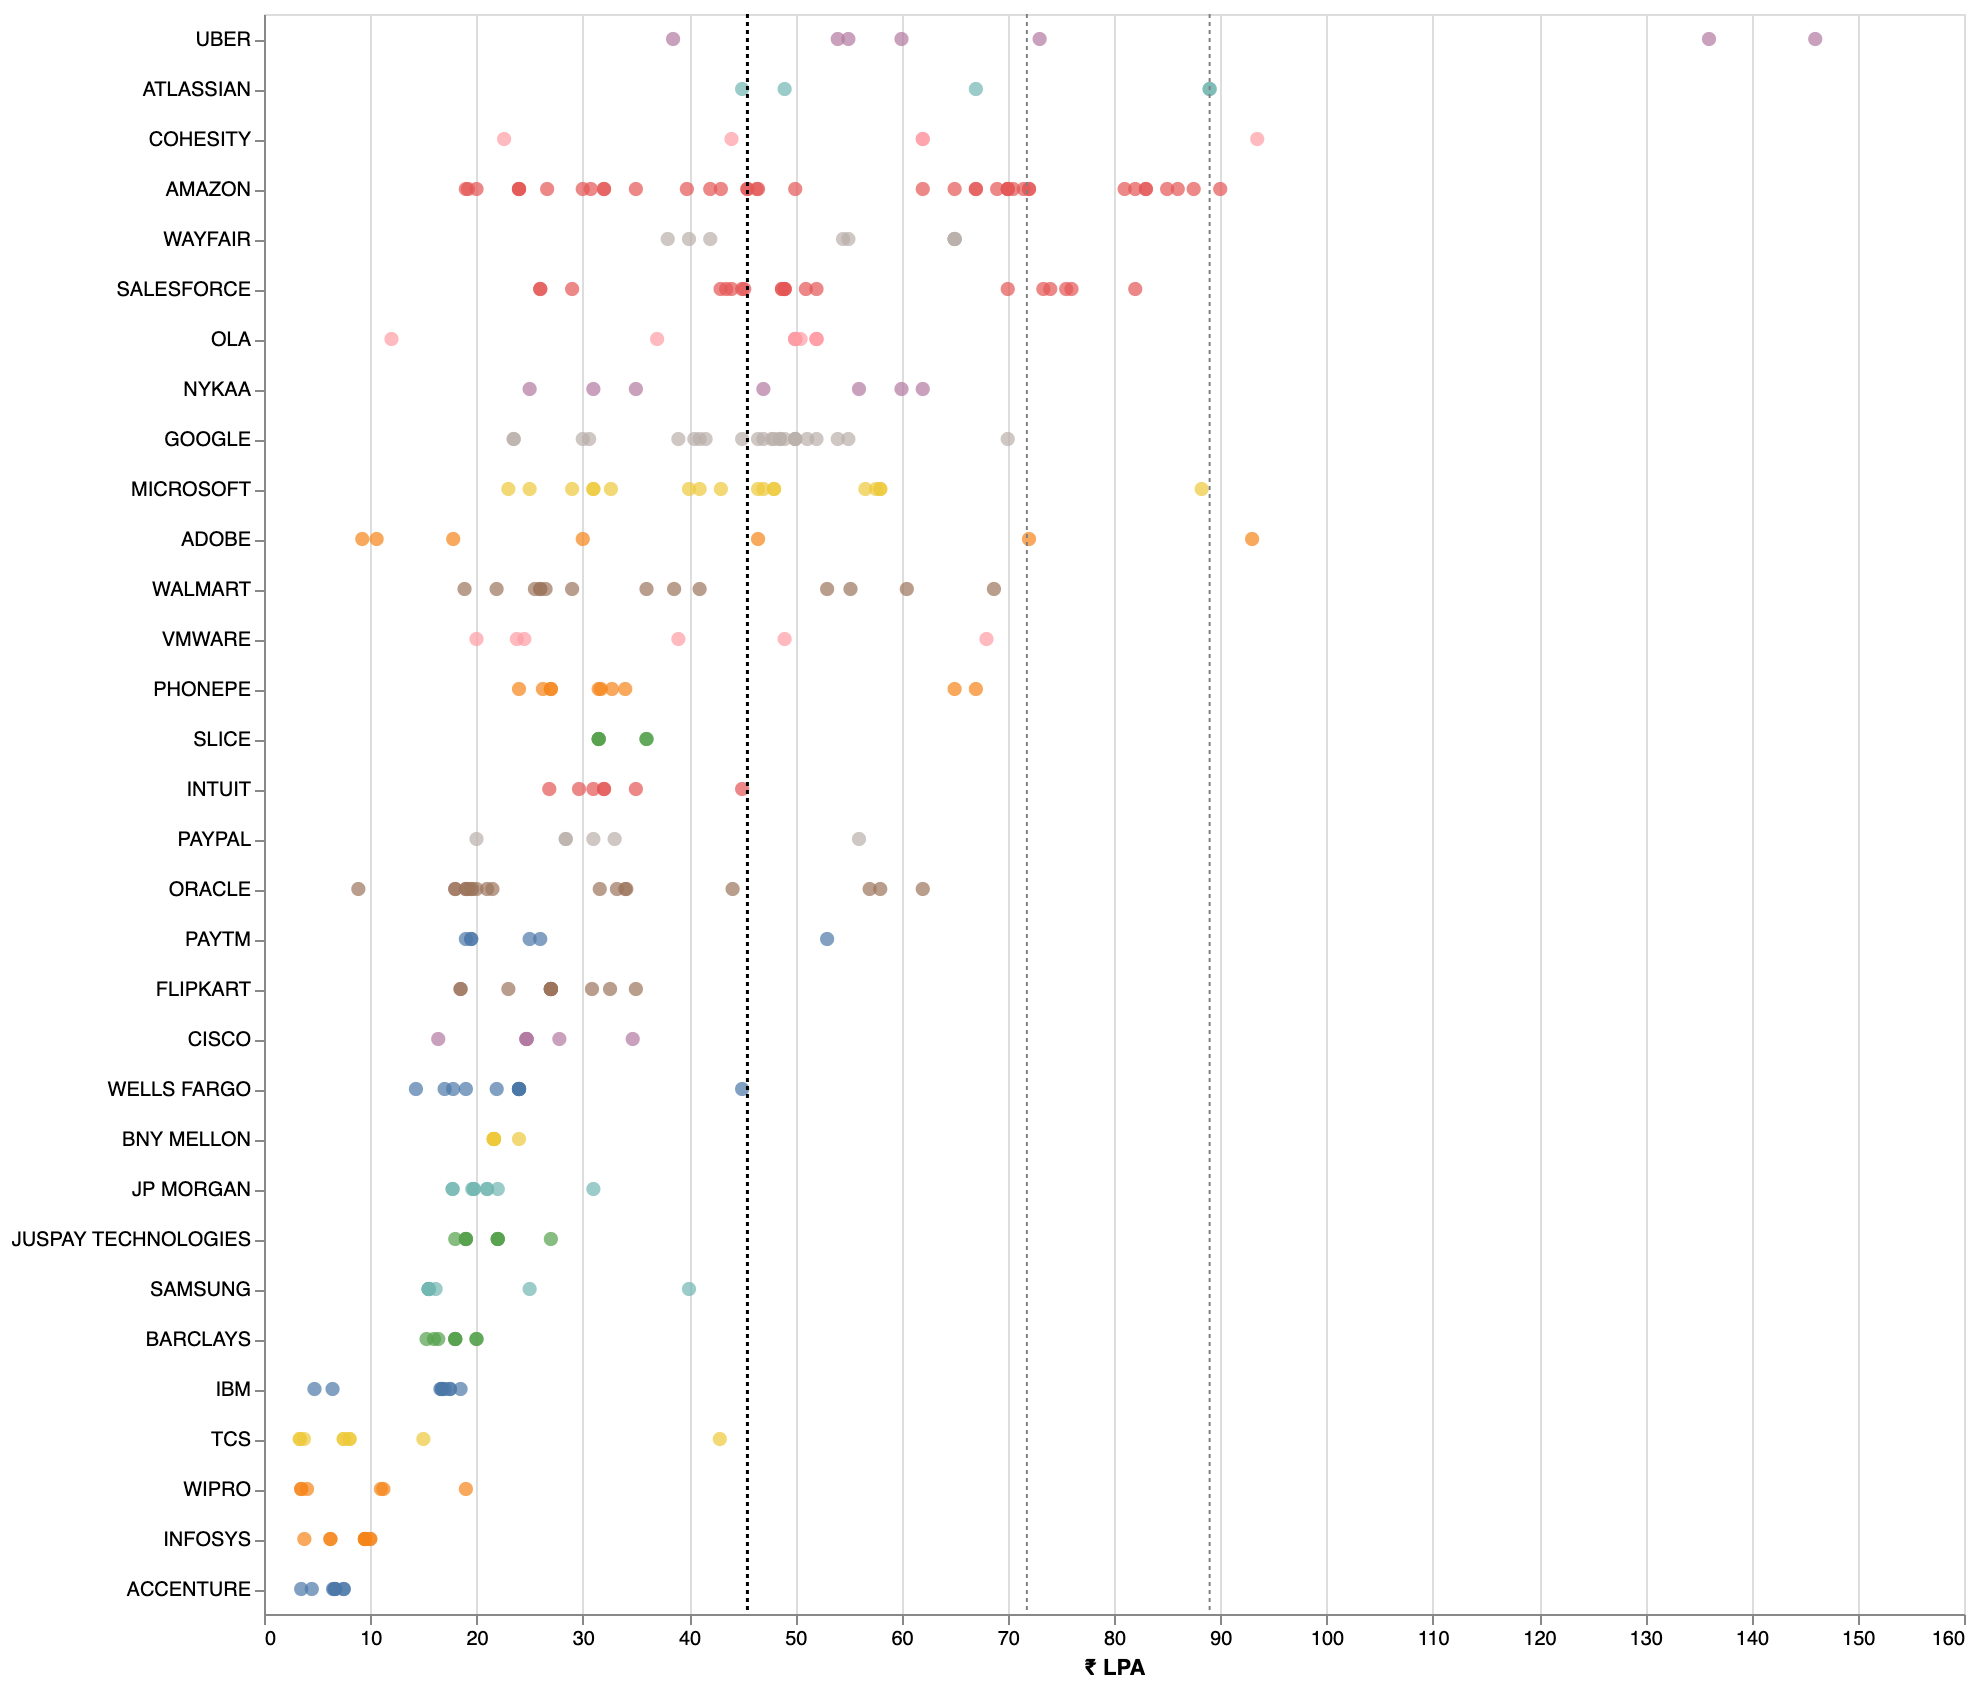 UBER
ATLASSIAN
COHESITY
AMAZON
WAYFAIR
SALESFORCE
OLA
NYKAA
GOOGLE
MICROSOFT
ADOBE
WALMART
VMWARE
PHONEPE
SLICE
INTUIT
PAYPAL
ORACLE
PAYTM
FLIPKART
CISCO
WELLS FARGO
BNY MELLON
JP MORGAN
JUSPAY TECHNOLOGIES
SAMSUNG
BARCLAYS
IBM
TCS
WIPRO
INFOSYS
ACCENTURE
0 10 20 30 40 50 60 70 80 90 100 110 120 130 140 150 160
₹ LPA